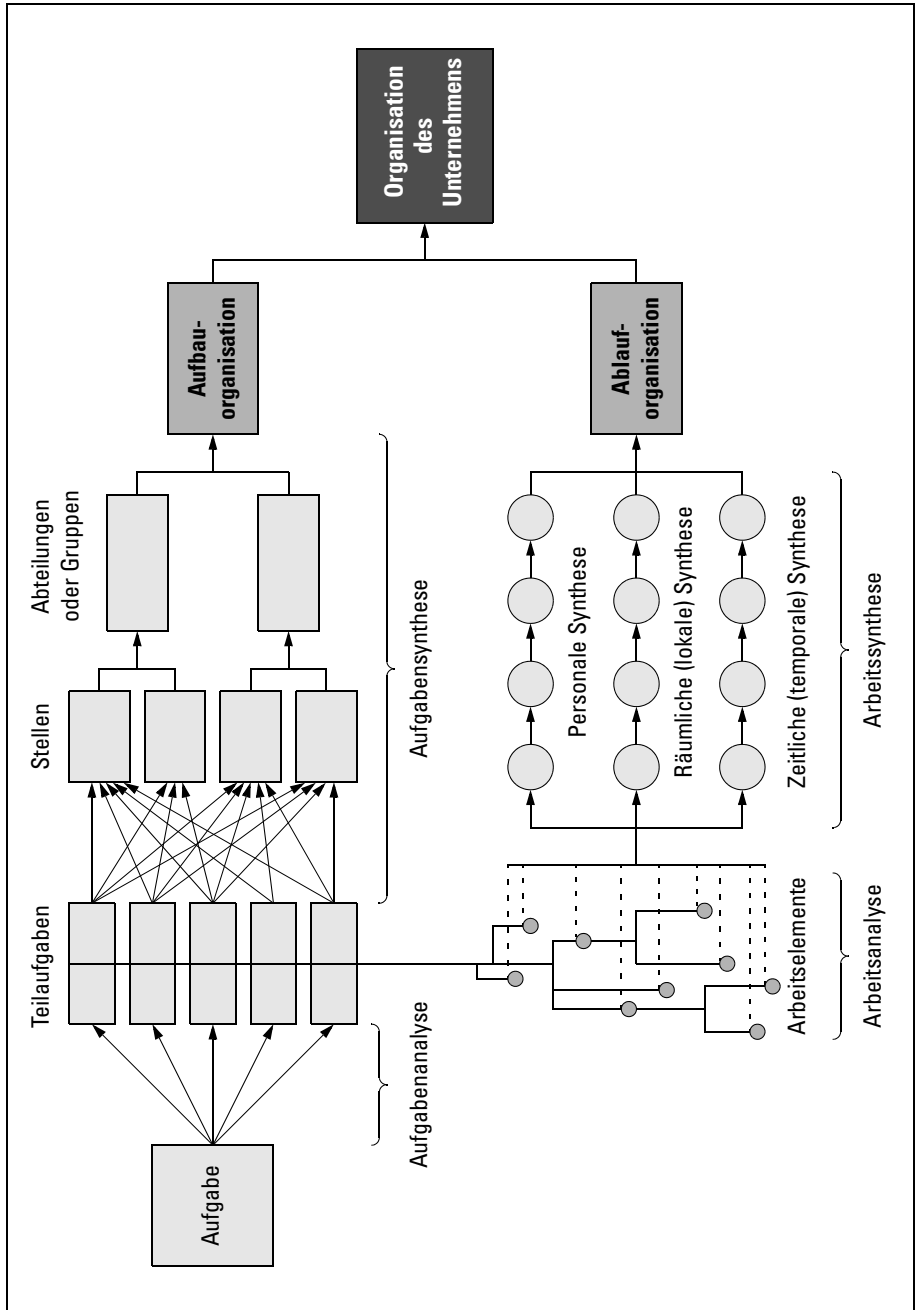 Aufgabe
Teilaufgaben
Stellen
Abteilungen
oder Gruppen
Aufgabenanalyse
Aufgabensynthese
Aufbau-
organisation
Organisation
des
Unternehmens
Arbeitselemente
Arbeitsanalyse
Personale Synthese
Räumliche (lokale) Synthese
Zeitliche (temporale) Synthese
Arbeitssynthese
Ablauf-
organisation